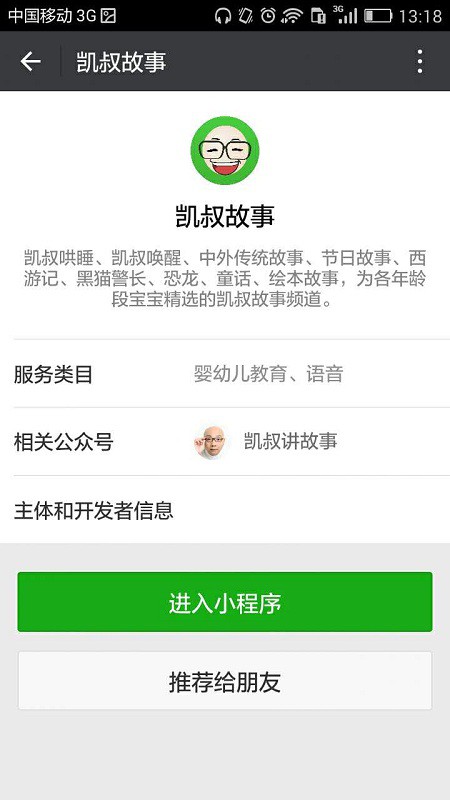 中国移动 3G 3G 13:18
凯叔故事
凯叔故事
凯叔哄睡、凯叔唤醒、中外传统故事、节日故事、西
游记、黑猫警长、恐龙、童话、绘本故事，为各年龄
段宝宝精选的凯叔故事频道。
服务类目 婴幼儿教育、语音
相关公众号 凯叔讲故事
主体和开发者信息
进入小程序
推荐给朋友